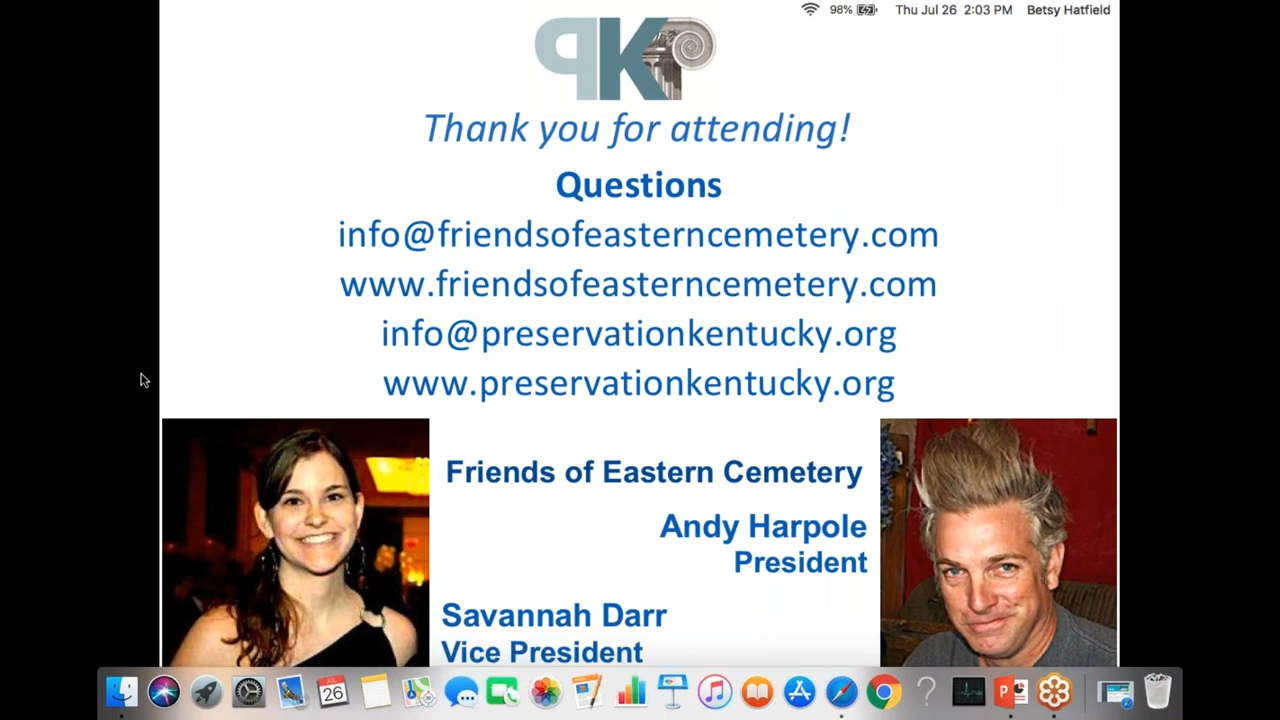 98% Thu Jul 26 2:03 PM Betsy Hatfield
PKP
Thank you for attending!
Questions
info@friendsofeasterncemetery.com
www.friendsofeasterncemetery.com
info@preservationkentucky.org
www.preservationkentucky.org
Friends of Eastern Cemetery
Andy Harpole
President
Savannah Darr
Vice President
JUL
26